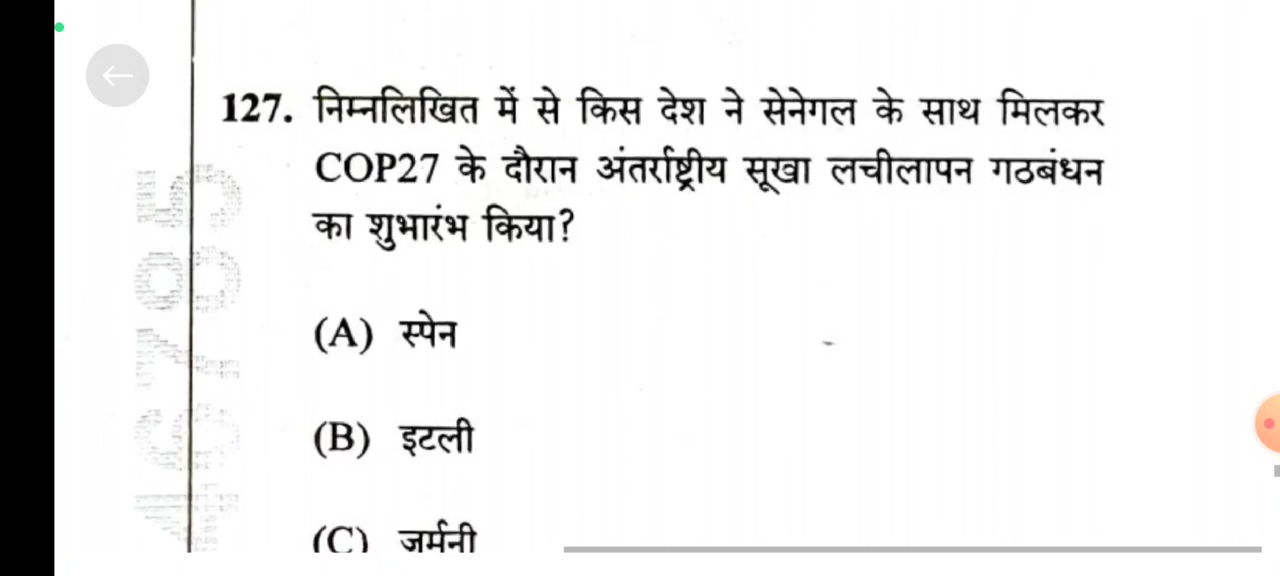 127. निम्नलिखित में से किस देश ने सेनेगल के साथ मिलकर
COP27 के दौरान अंतर्राष्ट्रीय सूखा लचीलापन गठबंधन
का शुभारंभ किया?
(A) स्पेन
(B) इटली
(C) जर्मनी